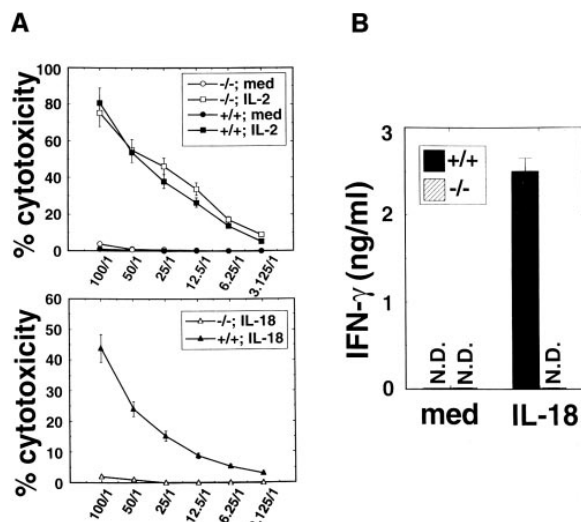 A
B
% cytotoxicity
100
80
60
40
20
0
-/-; med
-/-; IL-2
+/+; med
+/+; IL-2
100/1
50/1
25/1
12.5/1
6.25/1
3.125/1
% cytotoxicity
60
50
40
30
20
10
0
-/-; IL-18
+/+; IL-18
100/1
50/1
25/1
12.5/1
6.25/1
3.125/1
IFN-γ (ng/ml)
3
2
1
0
+/+
-/-
N.D.
N.D.
N.D.
med
IL-18